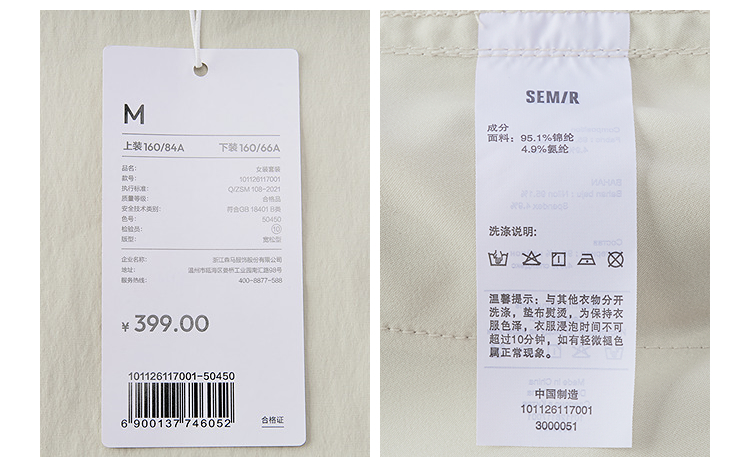 M
上装160/84A 下装160/66A
品名: 女装套装
款号: 101126117001
执行标准: Q/ZSM 108-2021
质量等级: 合格品
安全技术类别: 符合GB 18401 B类
色号: 50450
检验员: 10
版型: 宽松型
企业名称: 浙江森马服饰股份有限公司
地址: 温州市瓯海区娄桥工业园南汇路98号
服务热线: 400-8877-588
¥ 399.00
101126117001-50450
6 900137 746052
合格证
SEM/R
成分
面料: 95.1%锦纶
4.9%氨纶
洗涤说明:
温馨提示: 与其他衣物分开
洗涤, 垫布熨烫, 为保持衣
服色泽, 衣服浸泡时间不可
超过10分钟, 如有轻微褪色
属正常现象。
中国制造
101126117001
3000051